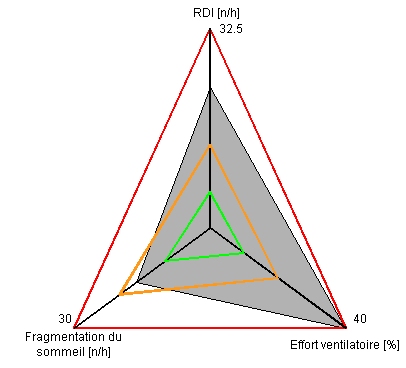 RDI [n/h]
32.5
30
40
Fragmentation du
sommeil [n/h]
Effort ventilatoire [%]